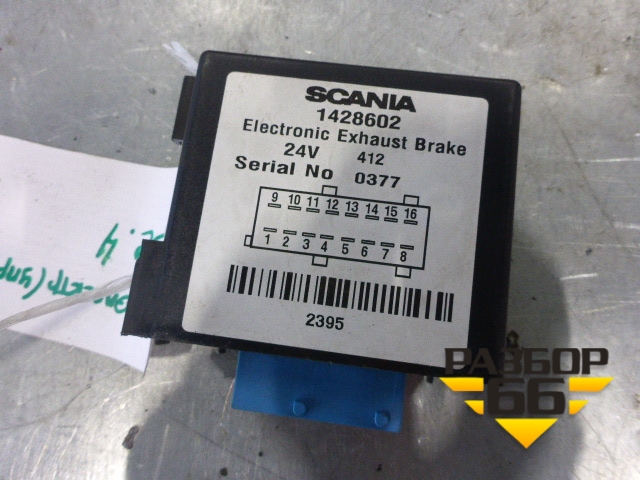 SCANIA
1428602
Electronic Exhaust Brake
24V 412
Serial No 0377
9 10 11 12 13 14 15 16
1 2 3 4 5 6 7 8
2395
РАЗБОР
66